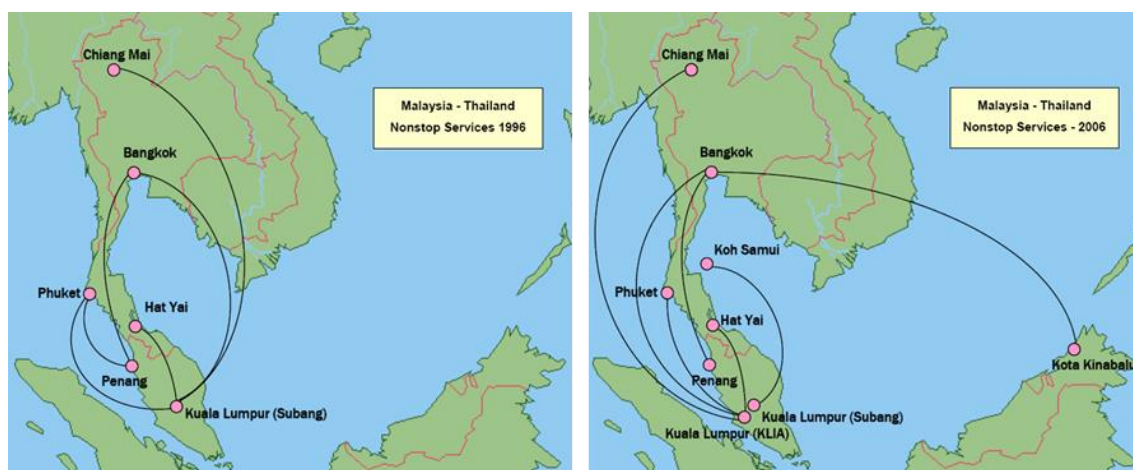 Chiang Mai
Malaysia - Thailand
Nonstop Services 1996
Bangkok
Phuket
Hat Yai
Penang
Kuala Lumpur (Subang)
Chiang Mai
Malaysia - Thailand
Nonstop Services - 2006
Bangkok
Koh Samui
Phuket
Hat Yai
Penang
Kota Kinabalu
Kuala Lumpur (Subang)
Kuala Lumpur (KLIA)